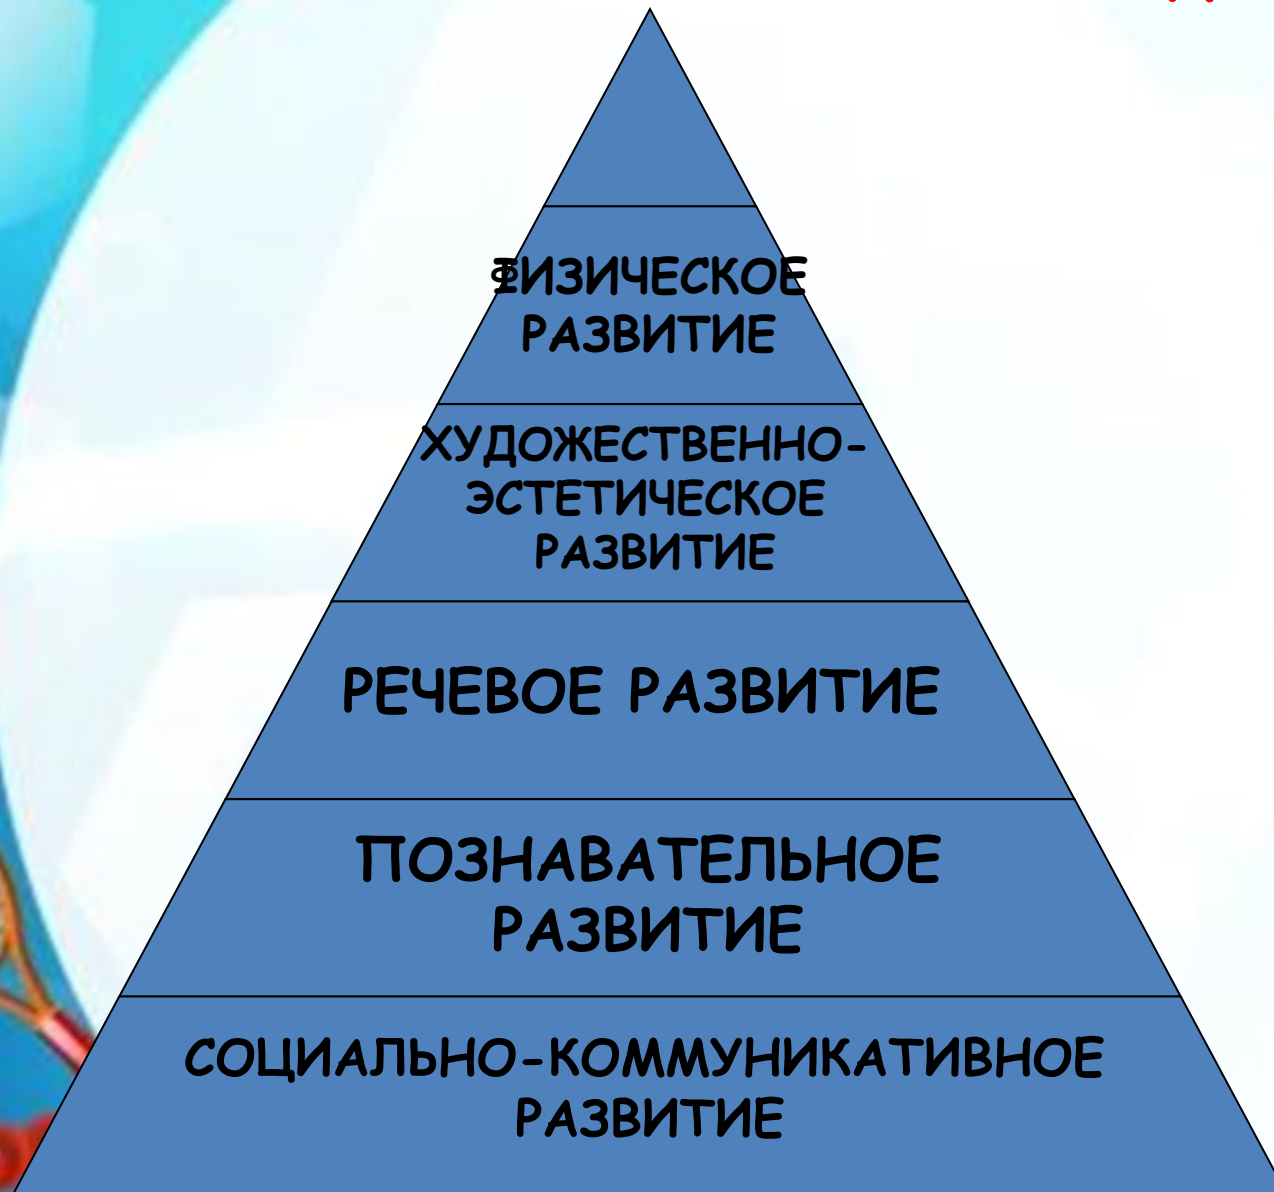 ФИЗИЧЕСКОЕ
РАЗВИТИЕ
ХУДОЖЕСТВЕННО-
ЭСТЕТИЧЕСКОЕ
РАЗВИТИЕ
РЕЧЕВОЕ РАЗВИТИЕ
ПОЗНАВАТЕЛЬНОЕ
РАЗВИТИЕ
СОЦИАЛЬНО-КОММУНИКАТИВНОЕ
РАЗВИТИЕ